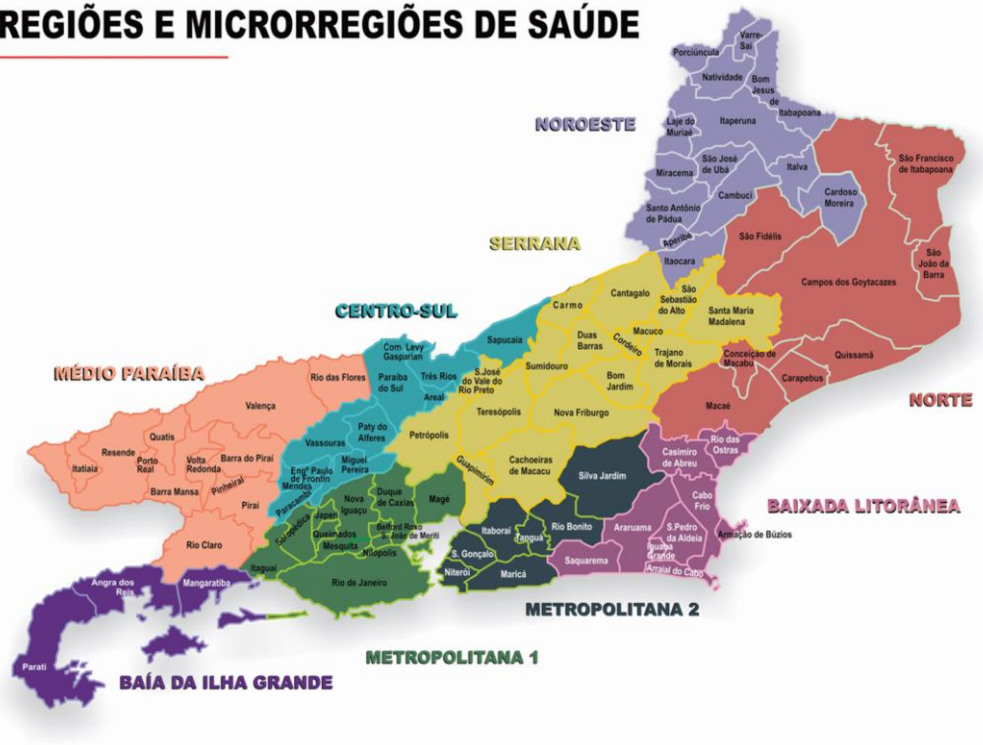 REGIÕES E MICRORREGIÕES DE SAÚDE
NOROESTE
Porciúncula
Varre-
Sai
Natividade
Bom
Jesus
de
Itabapoana
Laje do
Muriaé
Itaperuna
Miracema
São José
de Ubá
Italva
Cambuci
Cardoso
Moreira
Santo Antônio
de Pádua
Aperibé
Itaocara
São Francisco
de Itabapoana
São Fidélis
São
João da
Barra
Campos dos Goytacazes
Conceição de
Macabu
Quissamã
Carapebus
Macaé
NORTE
SERRANA
Cantagalo
São
Sebastião
do Alto
Carmo
Santa Maria
Madalena
Duas
Barras
Macuco
Cordeiro
Trajano
de Morais
Sumidouro
Bom
Jardim
S.José
do Vale do
Rio Preto
Teresópolis
Nova Friburgo
Petrópolis
Cachoeiras
de Macacu
Guapimirim
CENTRO-SUL
Sapucaia
Com. Levy
Gasparian
Paraíba
do Sul
Três Rios
Areal
Paty do
Alferes
Vassouras
Miguel
Pereira
Engº Paulo
de Frontin
Mendes
Paracambi
MÉDIO PARAÍBA
Rio das Flores
Valença
Quatis
Resende
Porto
Real
Volta
Redonda
Barra do Piraí
Itatiaia
Barra Mansa
Pinheiral
Piraí
Rio Claro
Nova
Iguaçu
Duque
de Caxias
Magé
Japeri
Seropédica
Queimados
Belford Roxo
S. João de Meriti
Mesquita
Nilópolis
Itaguaí
Rio de Janeiro
METROPOLITANA 1
Silva Jardim
Itaboraí
Tanguá
Rio Bonito
S. Gonçalo
Niterói
Maricá
METROPOLITANA 2
Casimiro
de Abreu
Rio das
Ostras
Cabo
Frio
BAIXADA LITORÂNEA
Araruama
S.Pedro
da Aldeia
Armação de Búzios
Iguaba
Grande
Saquarema
Arraial do Cabo
Angra dos
Reis
Mangaratiba
Parati
BAÍA DA ILHA GRANDE